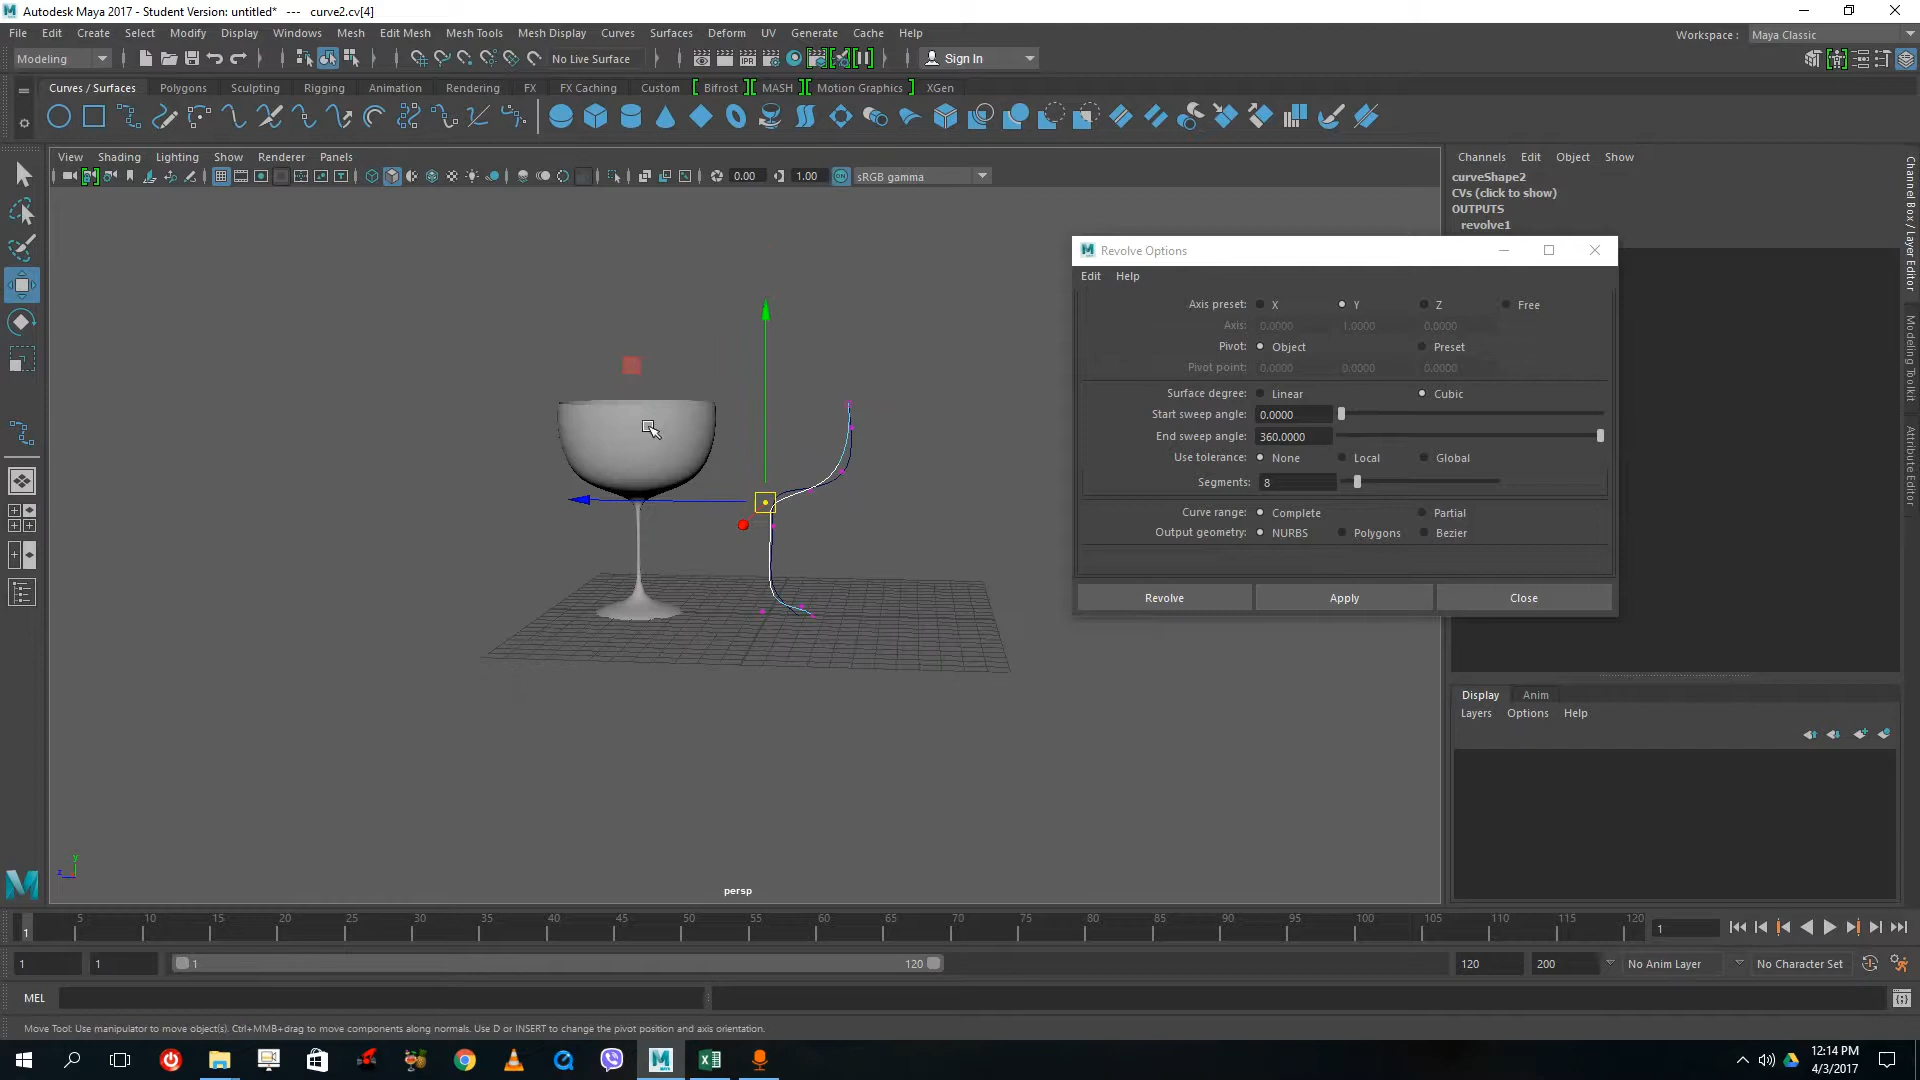 Autodesk Maya 2017 - Student Version: untitled*   ---   curve2.cv[4]
File Edit Create Select Modify Display Windows Mesh Edit Mesh Mesh Tools Mesh Display Curves Surfaces Deform UV Generate Cache Help
Workspace : Maya Classic
Modeling No Live Surface Sign In
Curves / Surfaces Polygons Sculpting Rigging Animation Rendering FX FX Caching Custom Bifrost MASH Motion Graphics XGen
View Shading Lighting Show Renderer Panels
0.00 1.00 sRGB gamma
Channels Edit Object Show
curveShape2
CVs (click to show)
OUTPUTS
revolve1
Channel Box / Layer Editor
Modeling Toolkit
Attribute Editor
Revolve Options
Edit Help
Axis preset: X Y Z Free
Axis: 0.0000 1.0000 0.0000
Pivot: Object Preset
Pivot point: 0.0000 0.0000 0.0000
Surface degree: Linear Cubic
Start sweep angle: 0.0000
End sweep angle: 360.0000
Use tolerance: None Local Global
Segments: 8
Curve range: Complete Partial
Output geometry: NURBS Polygons Bezier
Revolve Apply Close
Display Anim
Layers Options Help
y
z
persp
5 10 15 20 25 30 35 40 45 50 55 60 65 70 75 80 85 90 95 100 105 110 115 120
1 1
1 1 1 120 120 200 No Anim Layer No Character Set
MEL
Move Tool: Use manipulator to move object(s). Ctrl+MMB+drag to move components along normals. Use D or INSERT to change the pivot position and axis orientation.
12:14 PM
4/3/2017